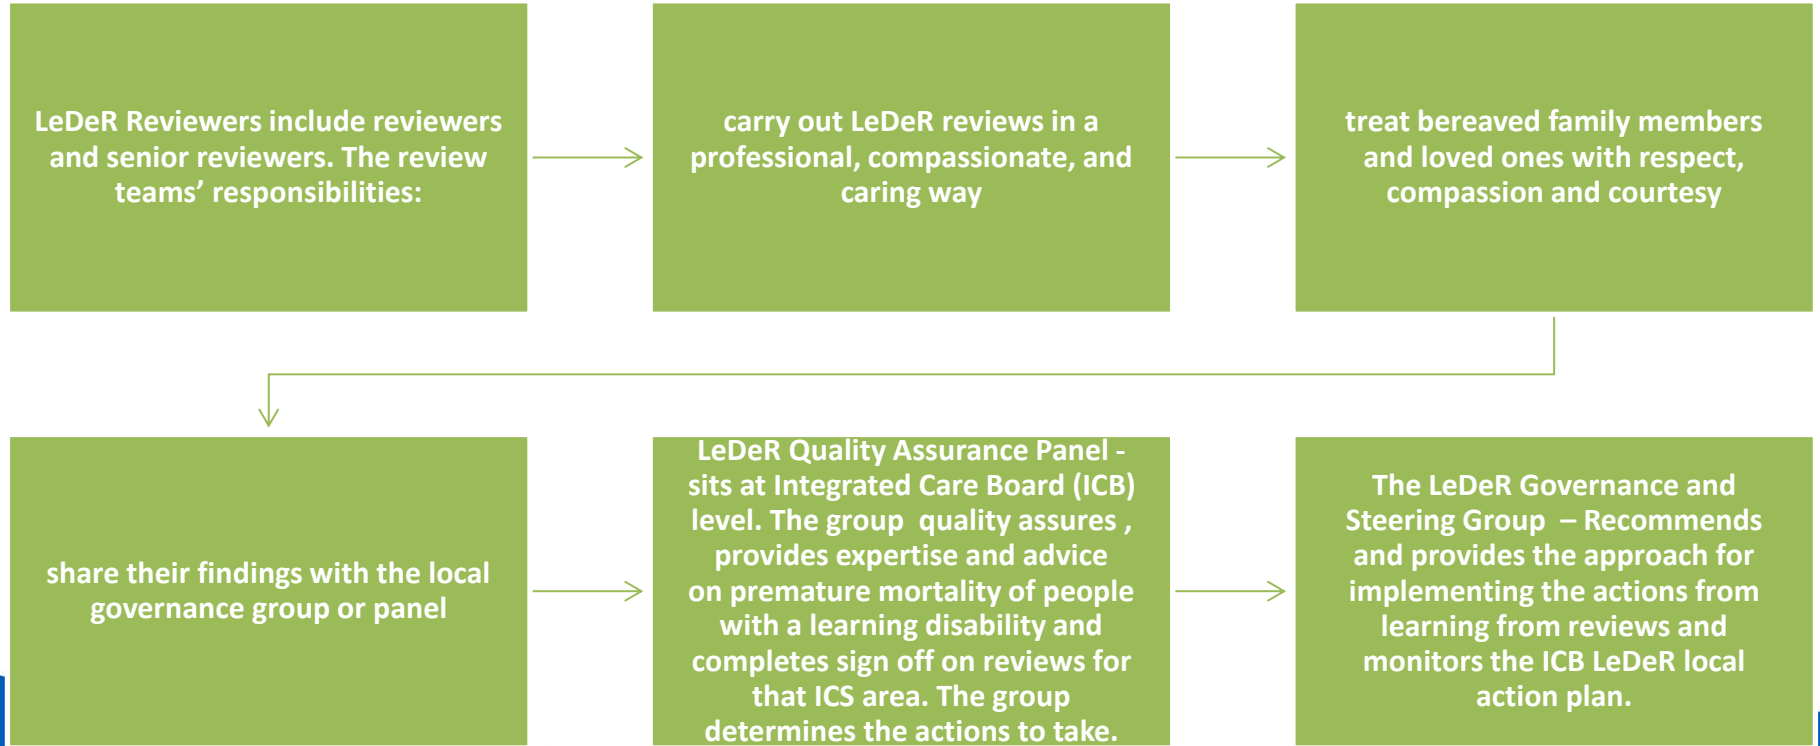 LeDeR Reviewers include reviewers
and senior reviewers. The review
teams’ responsibilities:
carry out LeDeR reviews in a
professional, compassionate, and
caring way
treat bereaved family members
and loved ones with respect,
compassion and courtesy
share their findings with the local
governance group or panel
LeDeR Quality Assurance Panel -
sits at Integrated Care Board (ICB)
level. The group  quality assures ,
provides expertise and advice
on premature mortality of people
with a learning disability and
completes sign off on reviews for
that ICS area. The group
determines the actions to take.
The LeDeR Governance and
Steering Group  – Recommends
and provides the approach for
implementing the actions from
learning from reviews and
monitors the ICB LeDeR local
action plan.